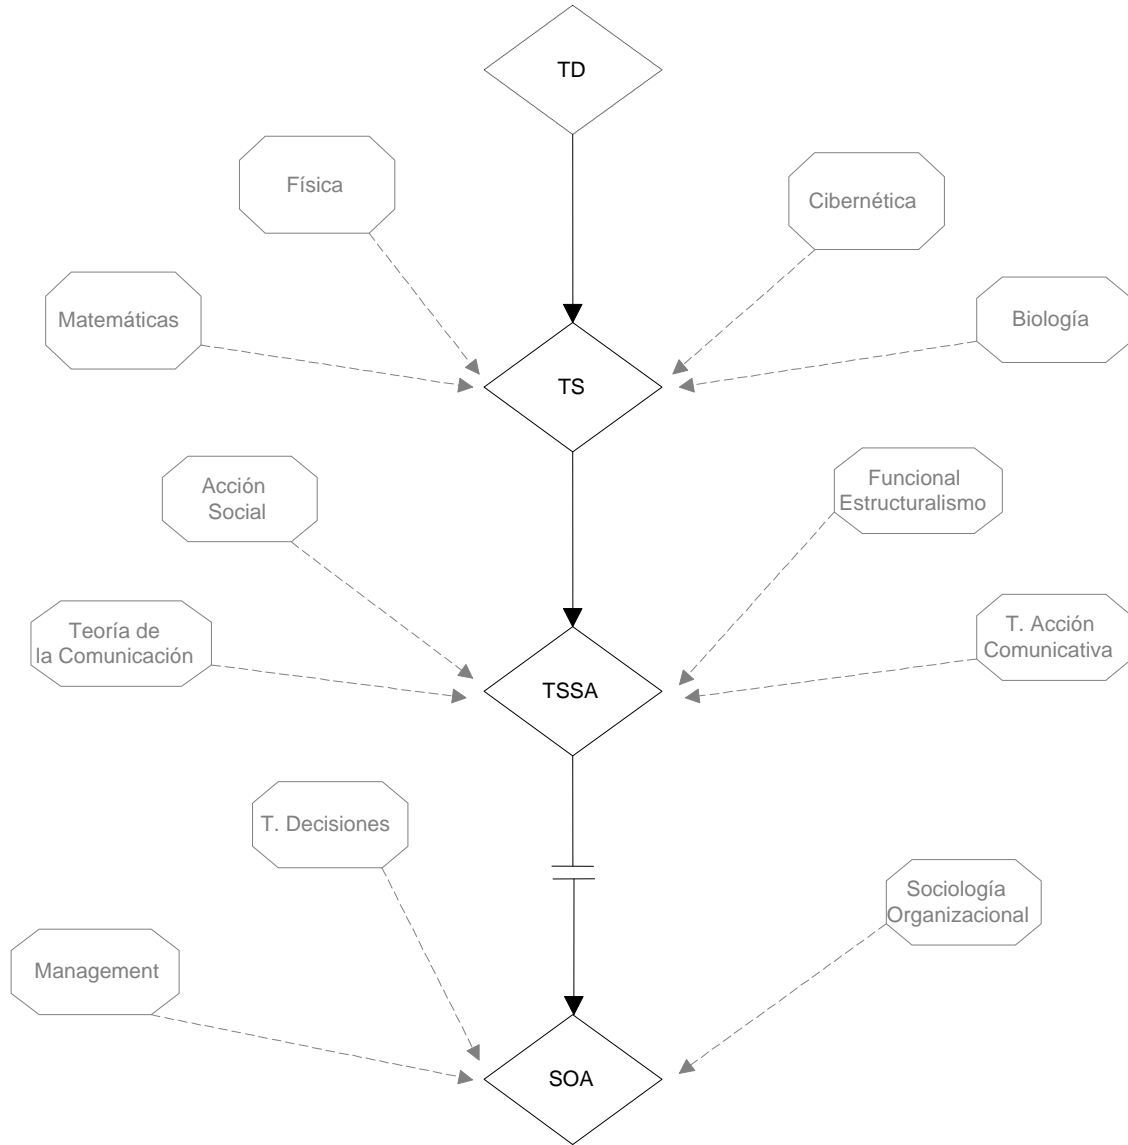 TD
Física
Cibernética
Matemáticas
Biología
TS
Acción
Social
Funcional
Estructuralismo
Teoría de
la Comunicación
T. Acción
Comunicativa
TSSA
T. Decisiones
Sociología
Organizacional
Management
SOA